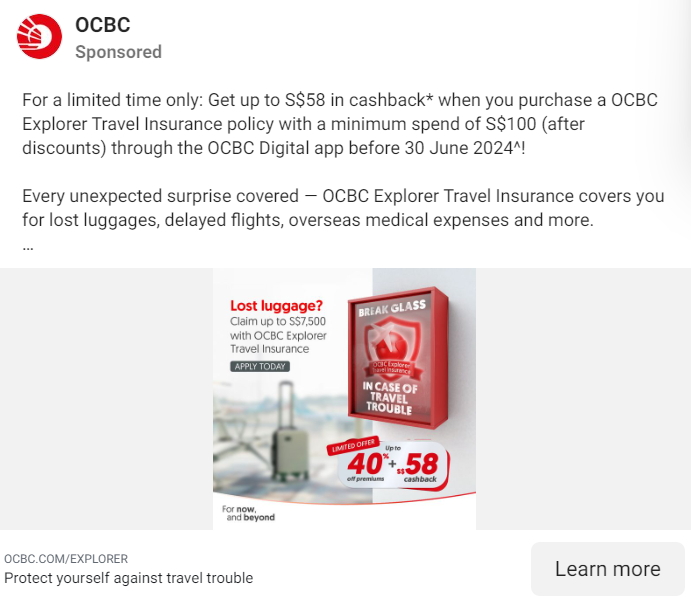 OCBC
Sponsored
For a limited time only: Get up to S$58 in cashback* when you purchase a OCBC
Explorer Travel Insurance policy with a minimum spend of S$100 (after
discounts) through the OCBC Digital app before 30 June 2024^!
Every unexpected surprise covered — OCBC Explorer Travel Insurance covers you
for lost luggages, delayed flights, overseas medical expenses and more.
...
Lost luggage?
Claim up to S$7,500
with OCBC Explorer
Travel Insurance
APPLY TODAY
BREAK GLASS
OCBC Explorer
Travel Insurance
IN CASE OF
TRAVEL
TROUBLE
LIMITED OFFER
Up to
40% + S$58
off premiums cashback
For now,
and beyond
OCBC.COM/EXPLORER
Protect yourself against travel trouble
Learn more